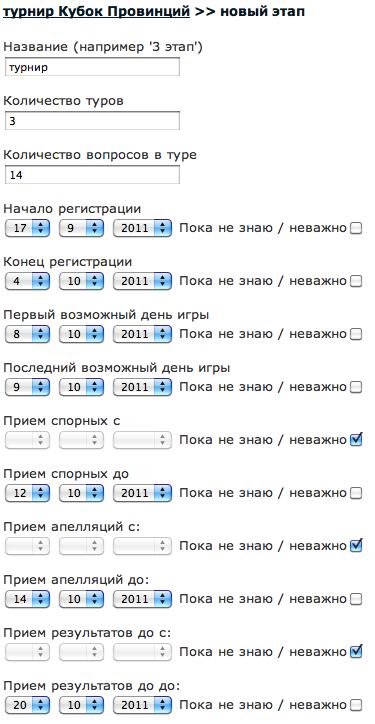 турнир Кубок Провинций >> новый этап
Название (например '3 этап')
турнир
Количество туров
3
Количество вопросов в туре
14
Начало регистрации
17 9 2011 Пока не знаю / неважно
Конец регистрации
4 10 2011 Пока не знаю / неважно
Первый возможный день игры
8 10 2011 Пока не знаю / неважно
Последний возможный день игры
9 10 2011 Пока не знаю / неважно
Прием спорных с
Пока не знаю / неважно
Прием спорных до
12 10 2011 Пока не знаю / неважно
Прием апелляций с:
Пока не знаю / неважно
Прием апелляций до:
14 10 2011 Пока не знаю / неважно
Прием результатов до с:
Пока не знаю / неважно
Прием результатов до до:
20 10 2011 Пока не знаю / неважно